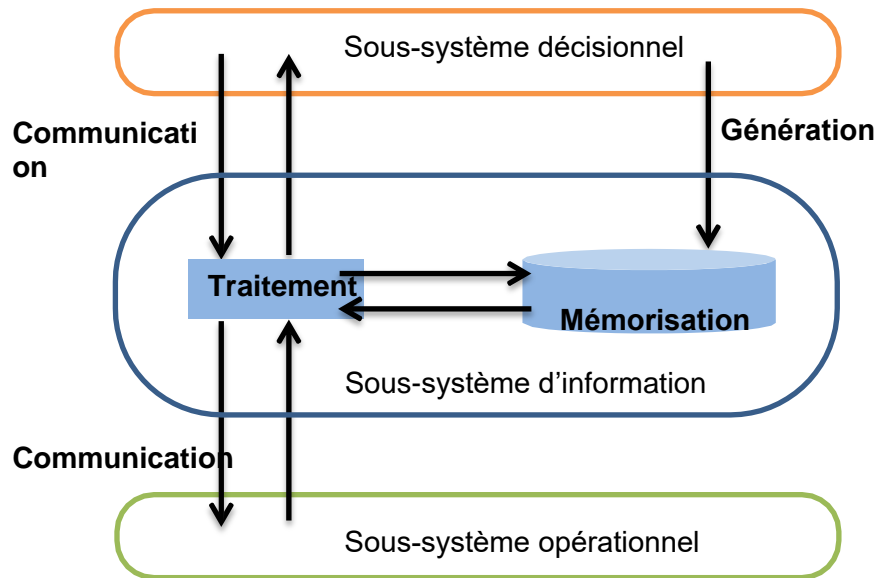 Sous-système décisionnel
Communicati
on
Génération
Traitement
Mémorisation
Sous-système d’information
Communication
Sous-système opérationnel